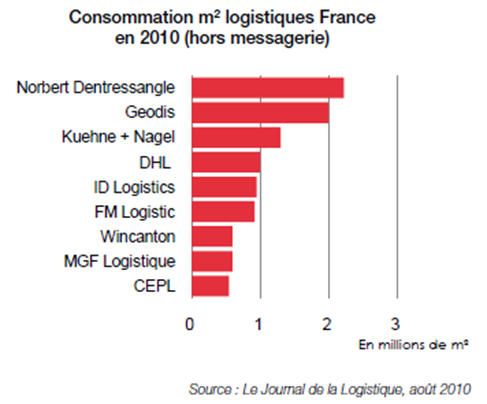 Consommation m² logistiques France
en 2010 (hors messagerie)
Norbert Dentressangle
Geodis
Kuehne + Nagel
DHL
ID Logistics
FM Logistic
Wincanton
MGF Logistique
CEPL
0 1 2 3
En millions de m²
Source : Le Journal de la Logistique, août 2010